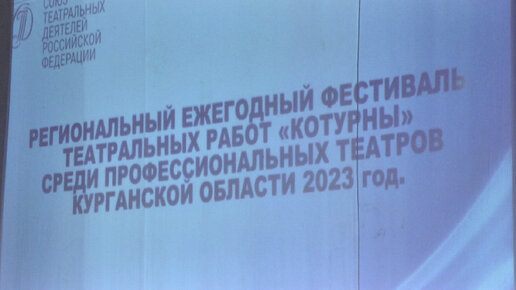 СОЮЗ
ТЕАТРАЛЬНЫХ
ДЕЯТЕЛЕЙ
РОССИЙСКОЙ
ФЕДЕРАЦИИ
РЕГИОНАЛЬНЫЙ ЕЖЕГОДНЫЙ ФЕСТИВАЛЬ
ТЕАТРАЛЬНЫХ РАБОТ «КОТУРНЫ»
СРЕДИ ПРОФЕССИОНАЛЬНЫХ ТЕАТРОВ
КУРГАНСКОЙ ОБЛАСТИ 2023 год.